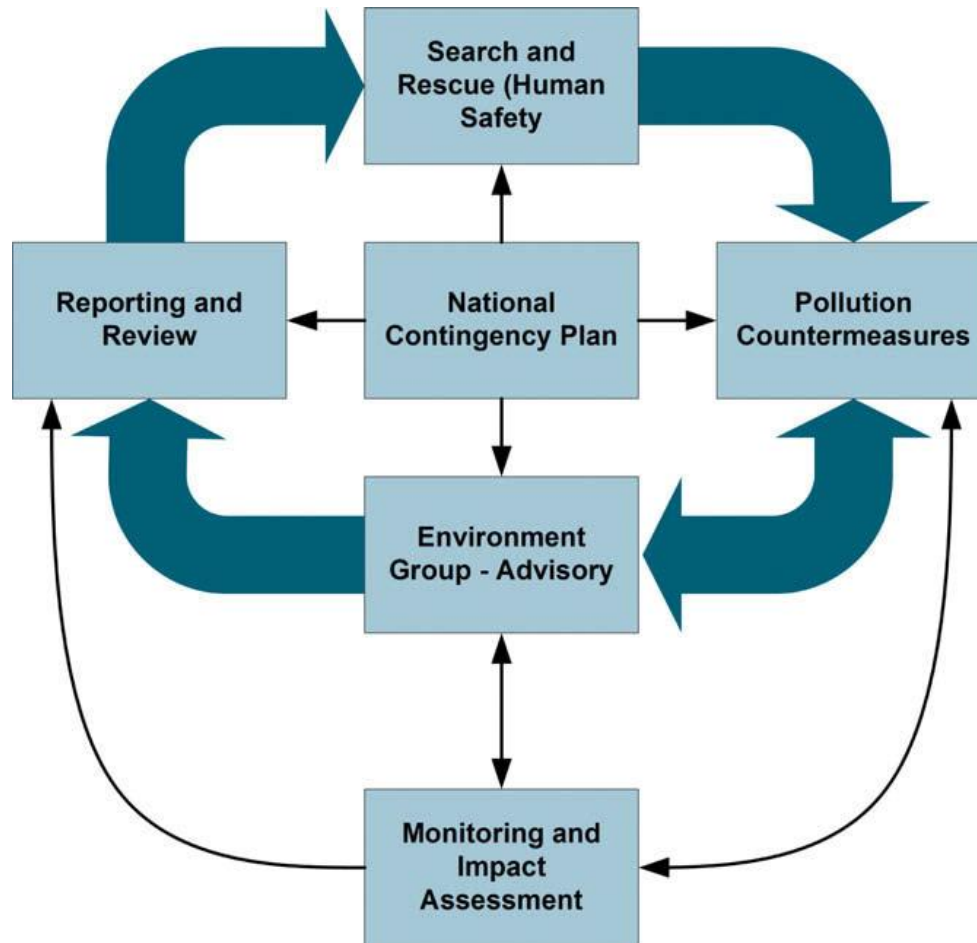 Search and
Rescue (Human
Safety
Reporting and
Review
National
Contingency Plan
Pollution
Countermeasures
Environment
Group - Advisory
Monitoring and
Impact
Assessment